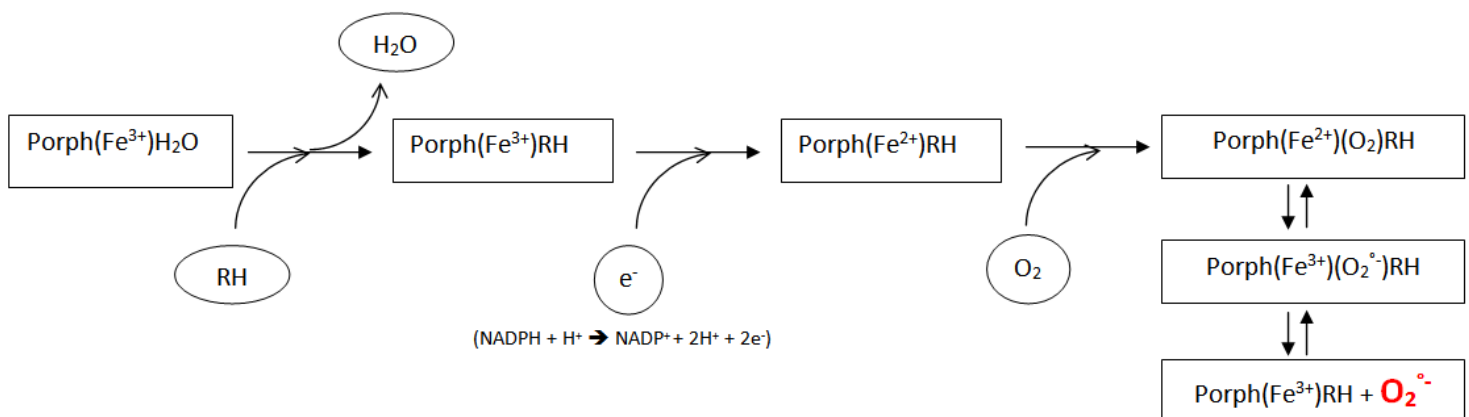 H₂O
Porph(Fe³⁺)H₂O
Porph(Fe³⁺)RH
Porph(Fe²⁺)RH
Porph(Fe²⁺)(O₂)RH
RH
e⁻
O₂
Porph(Fe³⁺)(O₂°⁻)RH
(NADPH + H⁺ ➔ NADP⁺ + 2H⁺ + 2e⁻)
Porph(Fe³⁺)RH + O₂°⁻